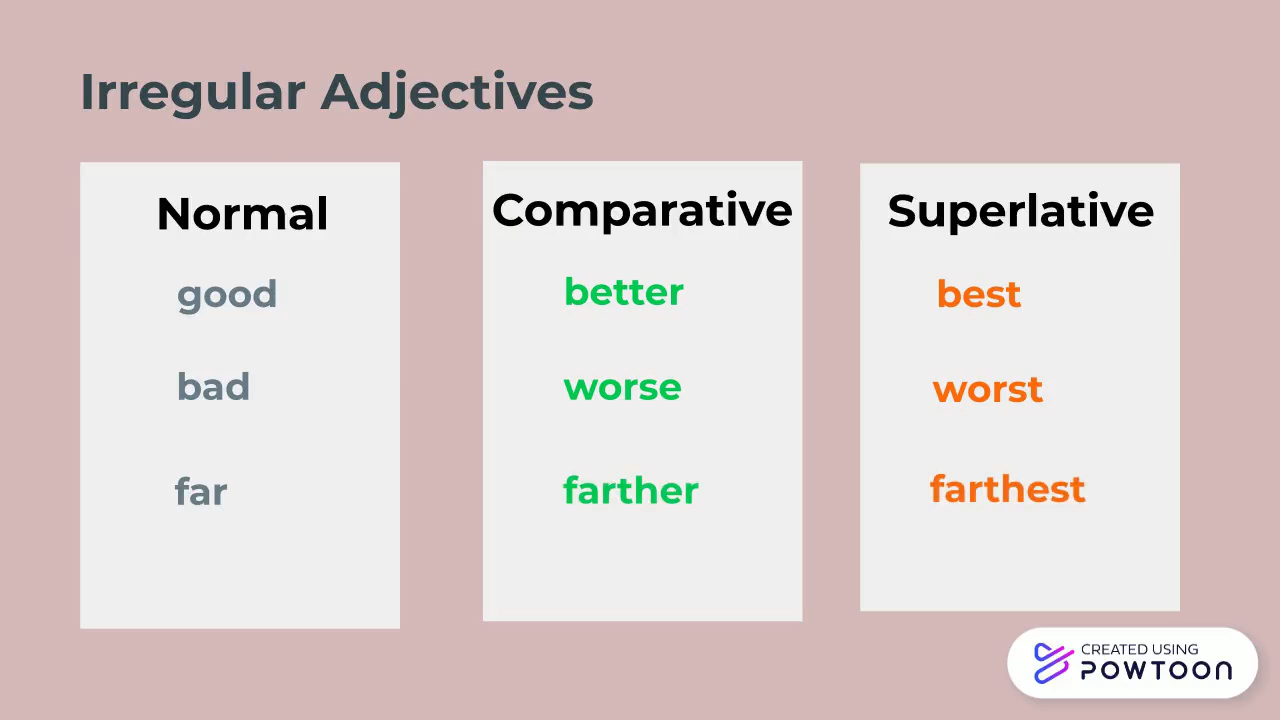 Irregular Adjectives
Normal
good
bad
far
Comparative
better
worse
farther
Superlative
best
worst
farthest
CREATED USING
POWTOON